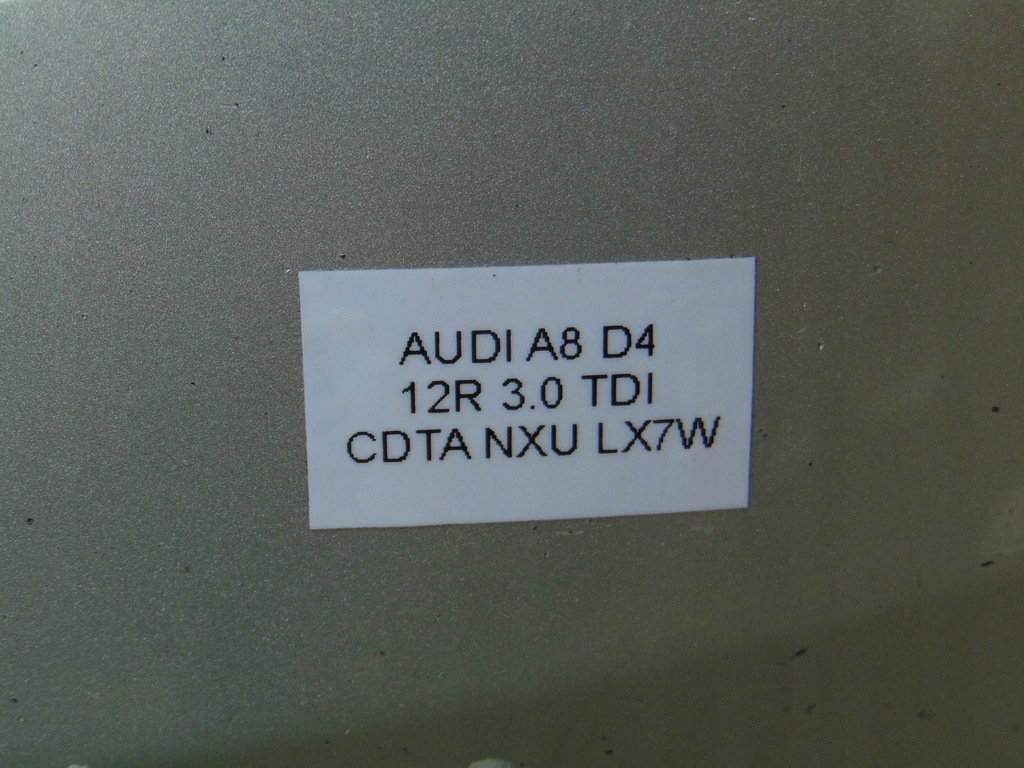 AUDI A8 D4
12R 3.0 TDI
CDTA NXU LX7W